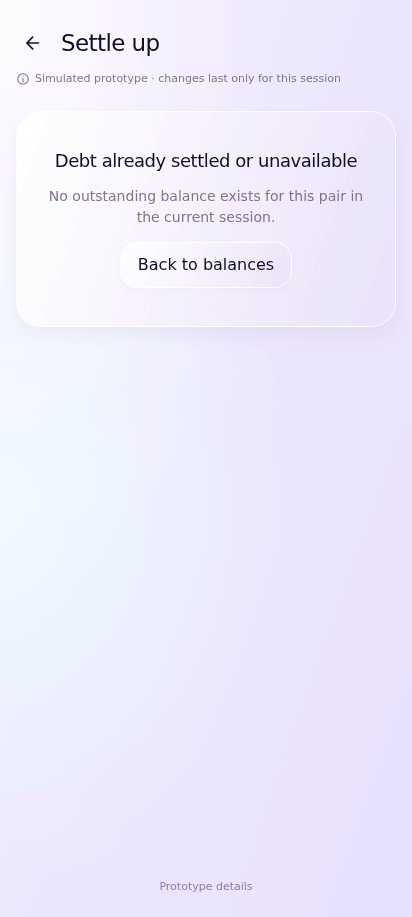 Settle up
Simulated prototype · changes last only for this session
Debt already settled or unavailable
No outstanding balance exists for this pair in
the current session.
Back to balances
Prototype details